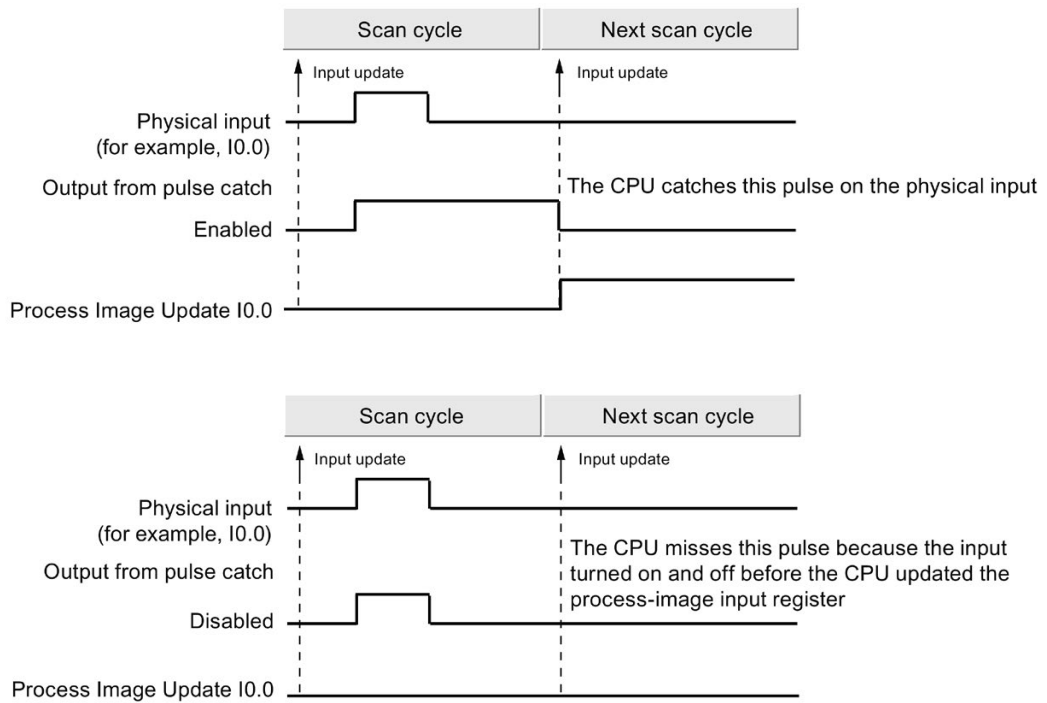 Scan cycle
Next scan cycle
Input update
Input update
Physical input
(for example, I0.0)
Output from pulse catch
The CPU catches this pulse on the physical input
Enabled
Process Image Update I0.0
Scan cycle
Next scan cycle
Input update
Input update
Physical input
(for example, I0.0)
Output from pulse catch
The CPU misses this pulse because the input
turned on and off before the CPU updated the
process-image input register
Disabled
Process Image Update I0.0